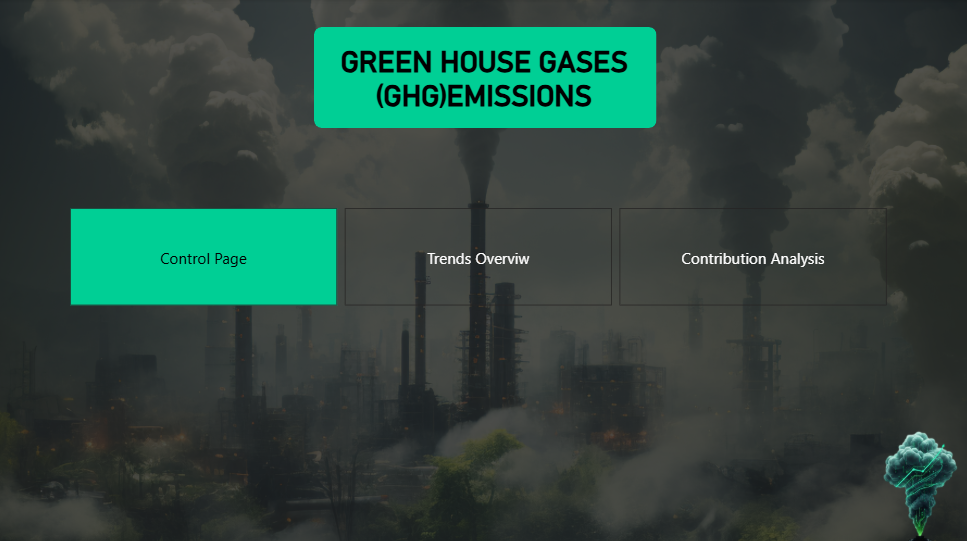 GREEN HOUSE GASES
(GHG)EMISSIONS
Control Page
Trends Overviw
Contribution Analysis